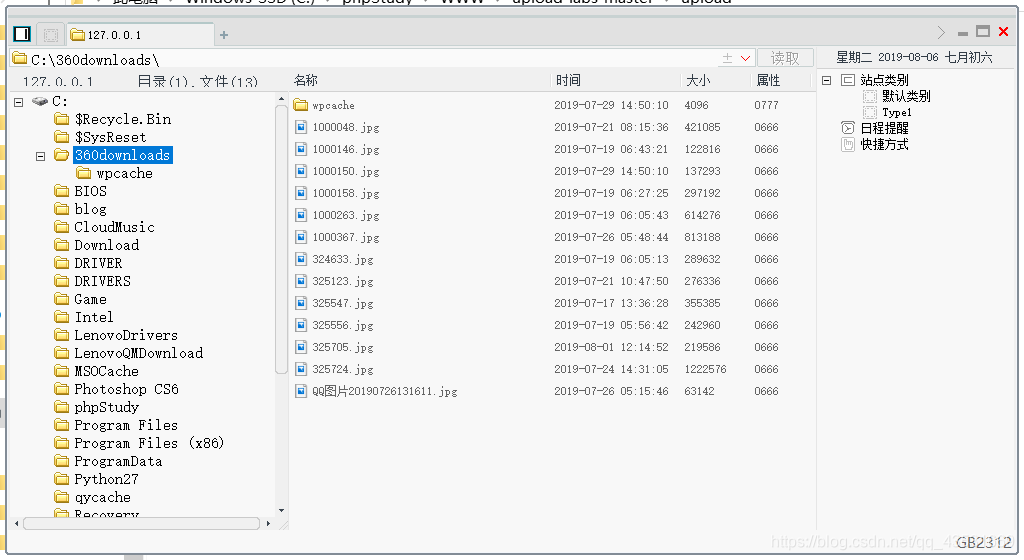 此电脑 Windows-SSD (C:) phpStudy WWW upload-labs-master upload
127.0.0.1 +
C:\360downloads\
读取
星期二 2019-08-06 七月初六
127.0.0.1 目录(1),文件(13)
名称 时间 大小 属性
C:
$Recycle.Bin
$SysReset
360downloads
wpcache
BIOS
blog
CloudMusic
Download
DRIVER
DRIVERS
Game
Intel
LenovoDrivers
LenovoQMDownload
MSOCache
Photoshop CS6
phpStudy
Program Files
Program Files (x86)
ProgramData
Python27
qycache
Recovery
wpcache 2019-07-29 14:50:10 4096 0777
1000048.jpg 2019-07-21 08:15:36 421085 0666
1000146.jpg 2019-07-19 06:43:21 122816 0666
1000150.jpg 2019-07-29 14:50:10 137293 0666
1000158.jpg 2019-07-19 06:27:25 297192 0666
1000263.jpg 2019-07-19 06:05:43 614276 0666
1000367.jpg 2019-07-26 05:48:44 813188 0666
324633.jpg 2019-07-19 06:05:13 289632 0666
325123.jpg 2019-07-21 10:47:50 276336 0666
325547.jpg 2019-07-17 13:36:28 355385 0666
325556.jpg 2019-07-19 05:56:42 242960 0666
325705.jpg 2019-08-01 12:14:52 219586 0666
325724.jpg 2019-07-24 14:31:05 1222576 0666
QQ图片20190726131611.jpg 2019-07-26 05:15:46 63142 0666
站点类别
默认类别
Type1
日程提醒
快捷方式
GB2312